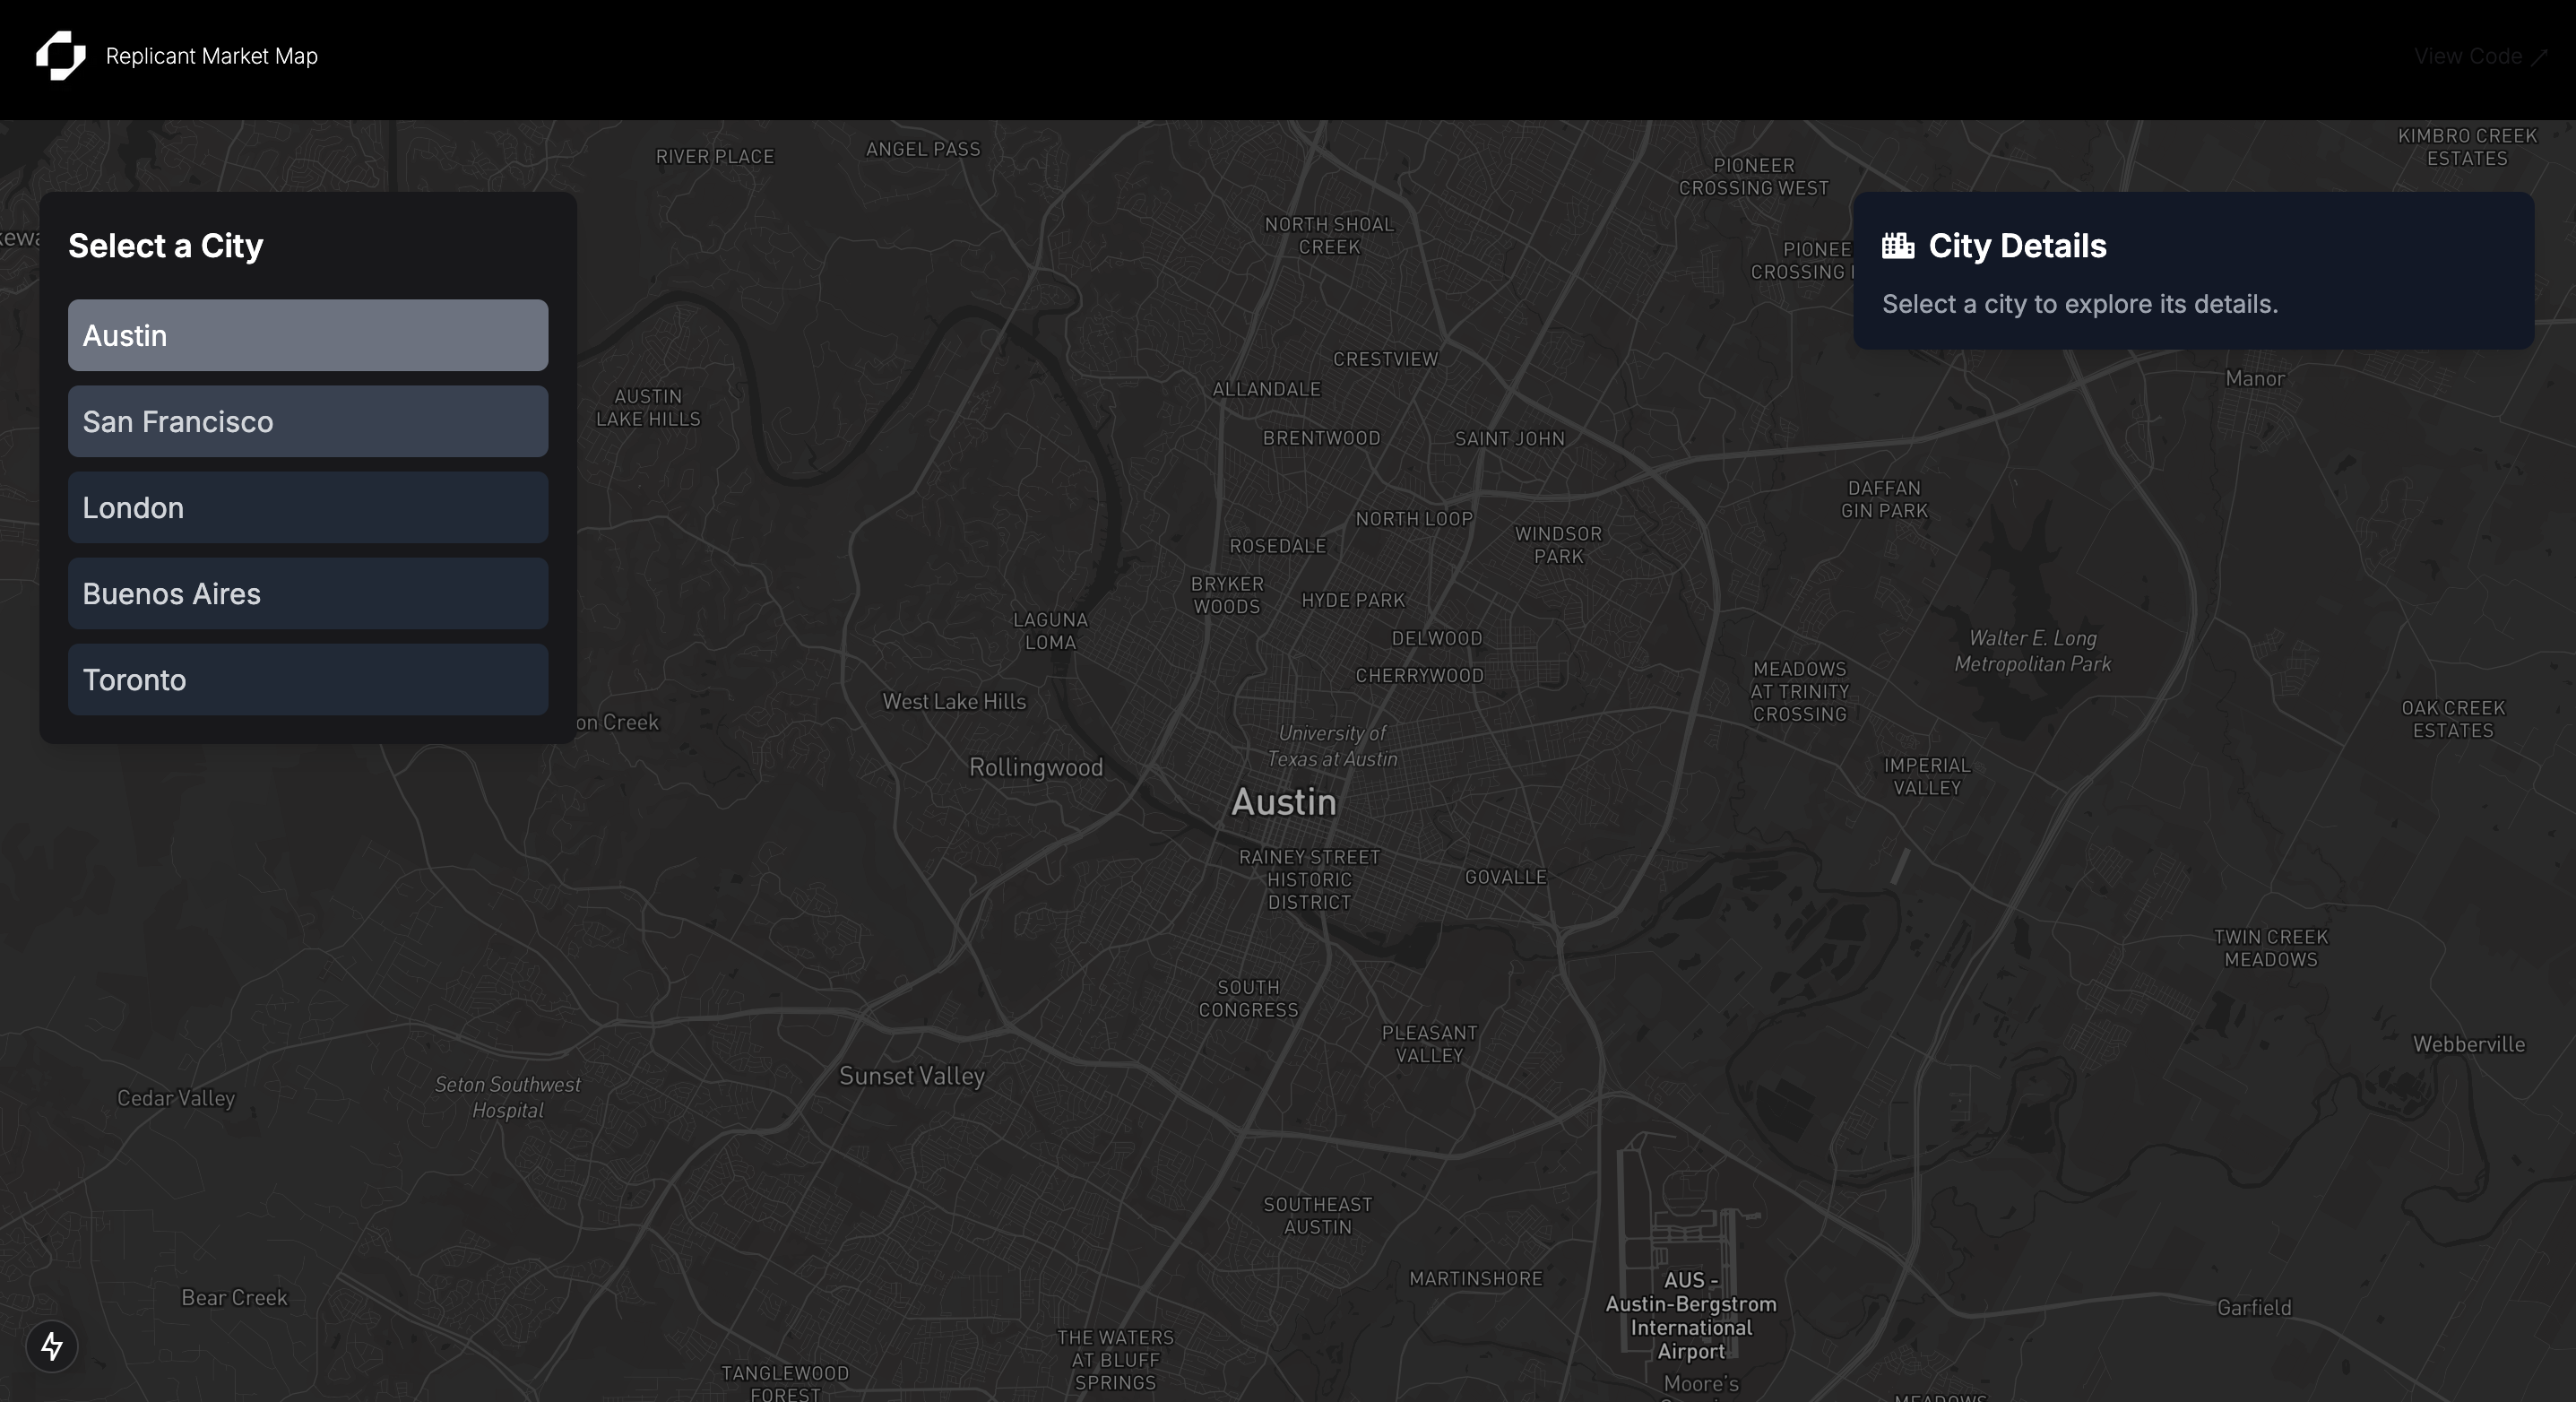 Replicant Market Map
View Code
Select a City
Austin
San Francisco
London
Buenos Aires
Toronto
City Details
Select a city to explore its details.
RIVER PLACE
ANGEL PASS
PIONEER
CROSSING WEST
KIMBRO CREEK
ESTATES
NORTH SHOAL
CREEK
CROSSING
CRESTVIEW
ALLANDALE
AUSTIN
LAKE HILLS
Manor
BRENTWOOD
SAINT JOHN
DAFFAN
GIN PARK
NORTH LOOP
WINDSOR
PARK
ROSEDALE
BRYKER
WOODS
HYDE PARK
LAGUNA
LOMA
DELWOOD
CHERRYWOOD
Walter E. Long
Metropolitan Park
MEADOWS
AT TRINITY
CROSSING
West Lake Hills
on Creek
OAK CREEK
ESTATES
University of
Texas at Austin
Rollingwood
IMPERIAL
VALLEY
Austin
RAINEY STREET
HISTORIC
DISTRICT
GOVALLE
TWIN CREEK
MEADOWS
SOUTH
CONGRESS
PLEASANT
VALLEY
Webberville
Sunset Valley
Seton Southwest
Hospital
Cedar Valley
SOUTHEAST
AUSTIN
MARTINSHORE
AUS -
Austin-Bergstrom
International
Airport
Bear Creek
Garfield
THE WATERS
AT BLUFF
SPRINGS
TANGLEWOOD
FOREST
Moore's
MEADOWS